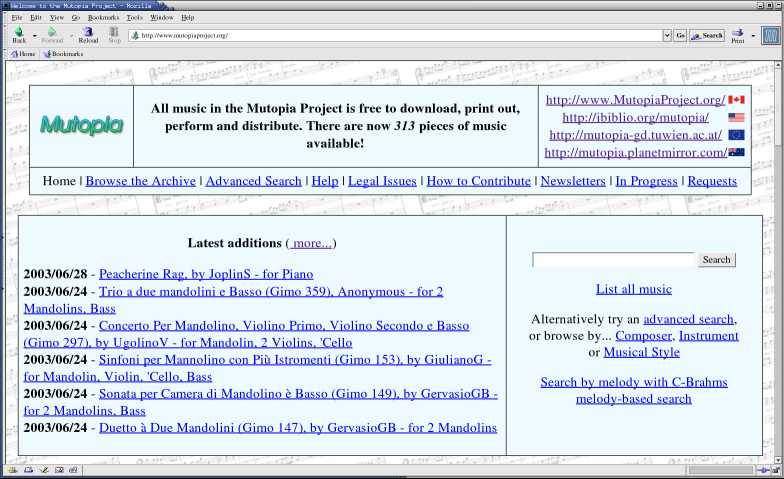 Welcome to the Mutopia Project - Mozilla
File Edit View Go Bookmarks Tools Window Help
Back Forward Reload Stop http://www.mutopiaproject.org/ Go Search Print
Home Bookmarks
Mutopia
All music in the Mutopia Project is free to download, print out,
perform and distribute. There are now 313 pieces of music
available!
http://www.MutopiaProject.org/
http://ibiblio.org/mutopia/
http://mutopia-gd.tuwien.ac.at/
http://mutopia.planetmirror.com/
Home | Browse the Archive | Advanced Search | Help | Legal Issues | How to Contribute | Newsletters | In Progress | Requests
Latest additions ( more...)
2003/06/28 - Peacherine Rag, by JoplinS - for Piano
2003/06/24 - Trio a due mandolini e Basso (Gimo 359), Anonymous - for 2
Mandolins, Bass
2003/06/24 - Concerto Per Mandolino, Violino Primo, Violino Secondo e Basso
(Gimo 297), by UgolinoV - for Mandolin, 2 Violins, 'Cello
2003/06/24 - Sinfoni per Mannolino con Più Istromenti (Gimo 153), by GiulianoG -
for Mandolin, Violin, 'Cello, Bass
2003/06/24 - Sonata per Camera di Mandolino è Basso (Gimo 149), by GervasioGB -
for 2 Mandolins, Bass
2003/06/24 - Duetto à Due Mandolini (Gimo 147), by GervasioGB - for 2 Mandolins
Search
List all music
Alternatively try an advanced search,
or browse by... Composer, Instrument
or Musical Style
Search by melody with C-Brahms
melody-based search